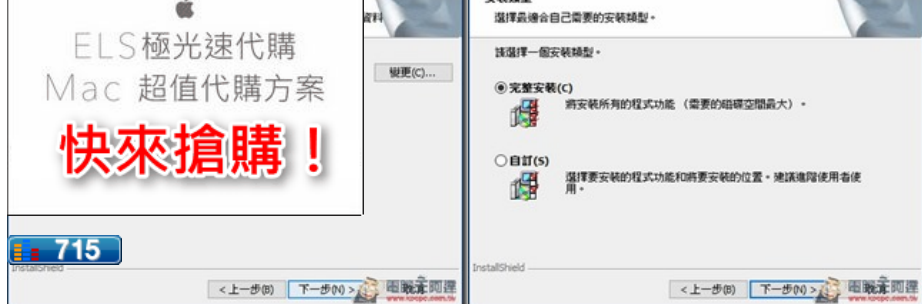 資料
ELS極光速代購
Mac 超值代購方案
快來搶購！
變更(C)...
715
InstallShield
<上一步(B)
下一步(N) >
選擇最適合自己需要的安裝類型。
請選擇一個安裝類型。
完整安裝(C)
將安裝所有的程式功能 （需要的磁碟空間最大）。
自訂(S)
選擇要安裝的程式功能和將要安裝的位置。建議進階使用者使
用。
InstallShield
<上一步(B)
下一步(N) >